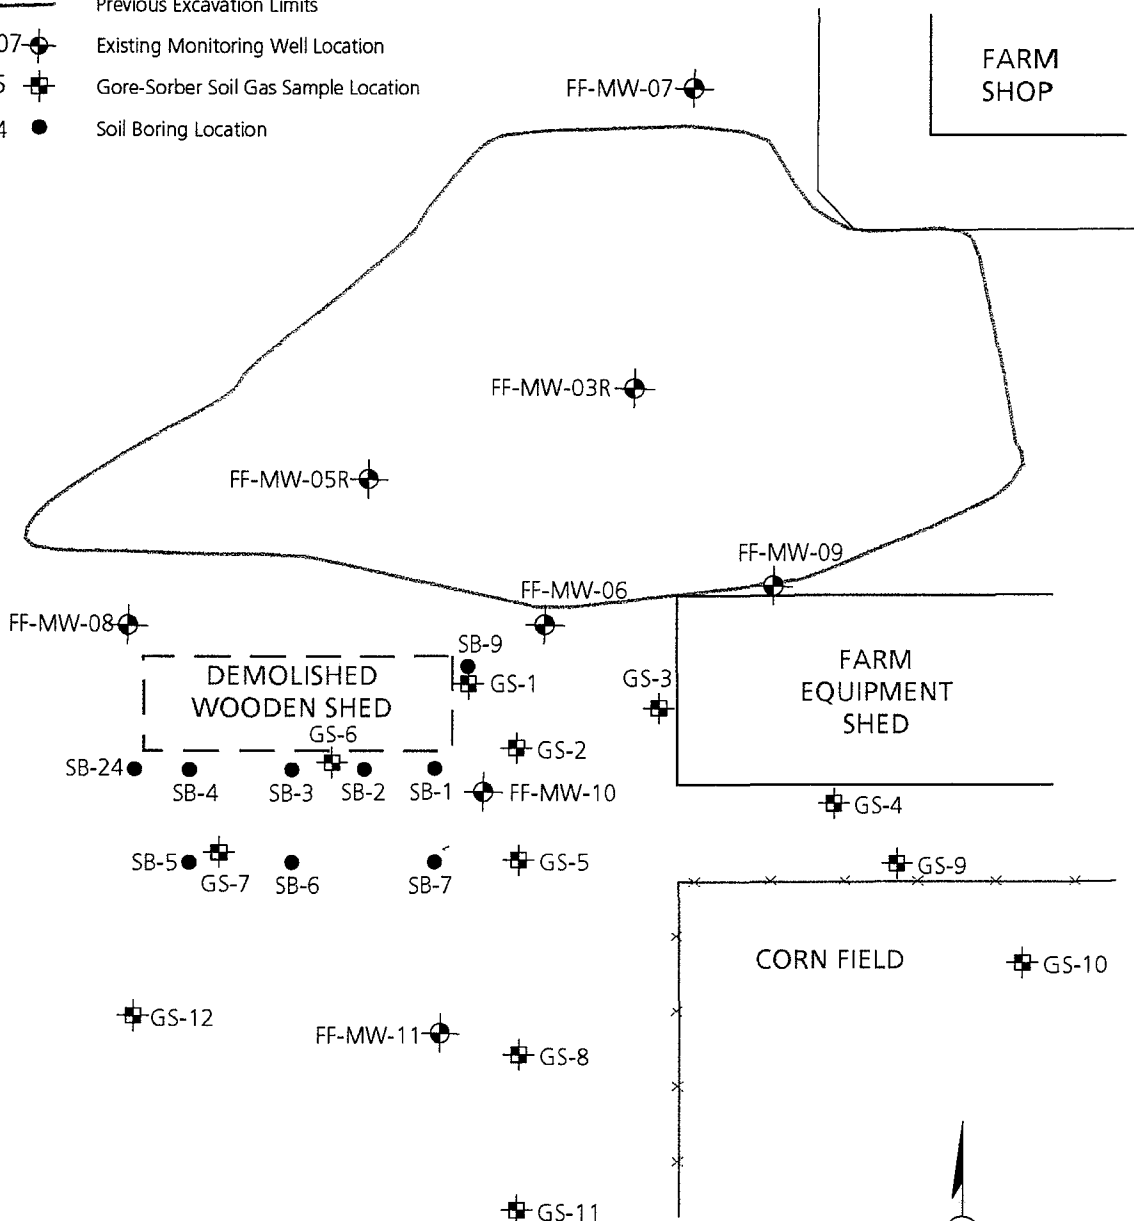 Previous Excavation Limits
07 Existing Monitoring Well Location
5 Gore-Sorber Soil Gas Sample Location
4 Soil Boring Location
FARM
SHOP
FF-MW-07
FF-MW-03R
FF-MW-05R
FF-MW-09
FF-MW-06
FF-MW-08
SB-9
DEMOLISHED
WOODEN SHED
GS-1
GS-3
FARM
EQUIPMENT
SHED
GS-6
GS-2
SB-24
SB-4
SB-3
SB-2
SB-1
FF-MW-10
GS-4
SB-5
GS-7
SB-6
SB-7
GS-5
GS-9
CORN FIELD
GS-10
GS-12
FF-MW-11
GS-8
GS-11